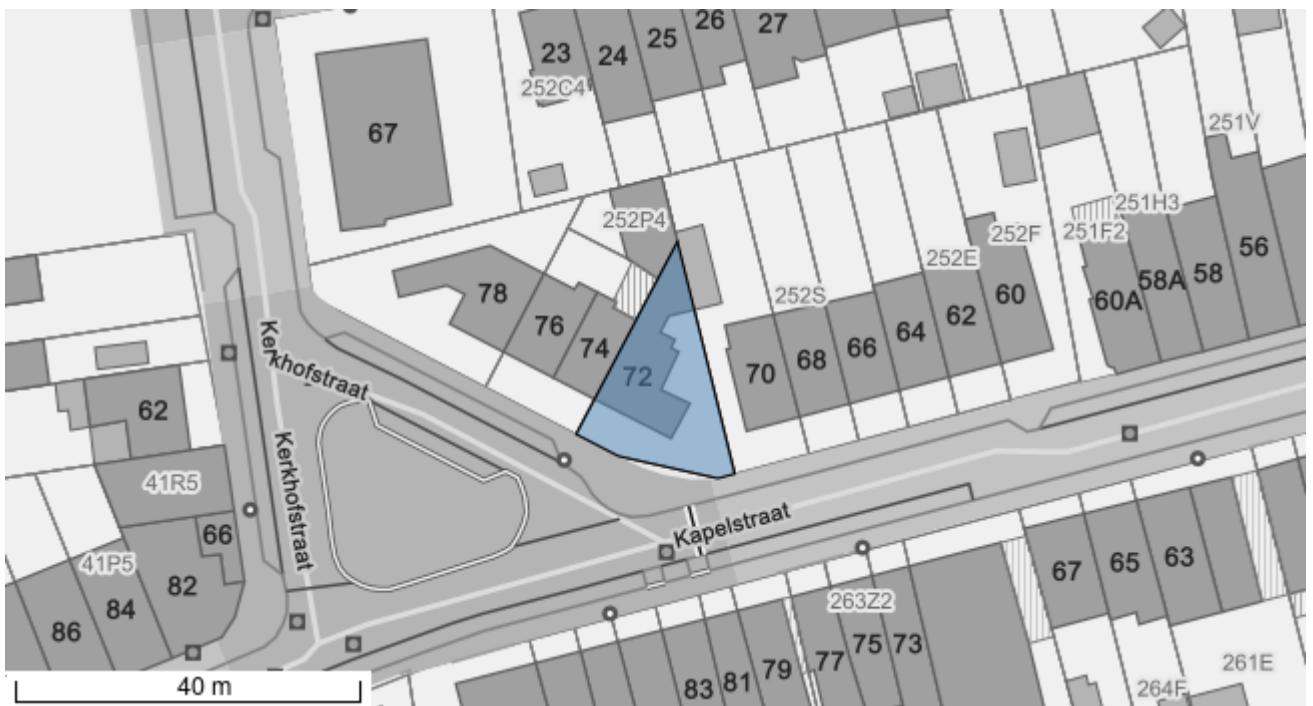 26
27
25
24
23
252C4
67
251V
252P4
251H3
251F2
252F
252E
56
58
58A
60A
60
62
64
66
68
70
252S
78
76
74
72
Kerkhofstraat
62
Kerkhofstraat
41R5
66
41P5
82
84
86
Kapelstraat
67
65
63
263Z2
77
75
73
79
81
83
261E
264F
40 m